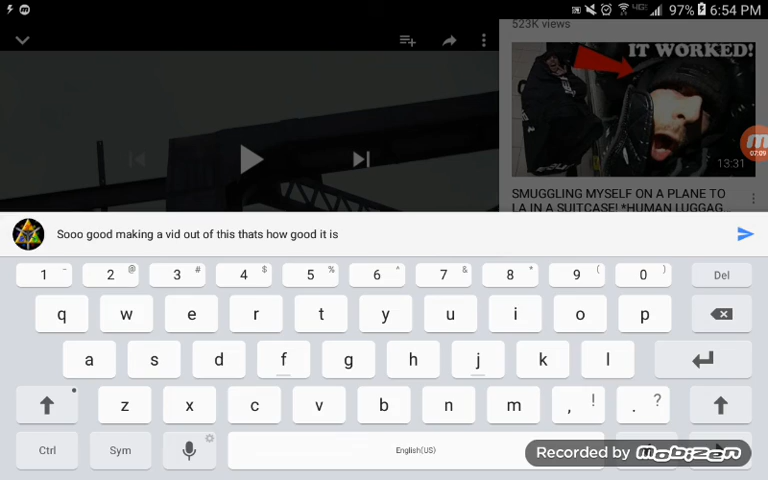 97% 6:54 PM
523K views
IT WORKED!
07:09
13:31
SMUGGLING MYSELF ON A PLANE TO
LA IN A SUITCASE! *HUMAN LUGGAG...
Sooo good making a vid out of this thats how good it is
1 - 2 @ 3 # 4 $ 5 % 6 ^ 7 & 8 * 9 ( 0 ) Del
q w e r t y u i o p
a s d f g h j k l
z x c v b n m , ! . ?
Ctrl Sym English(US)
Recorded by mobizen